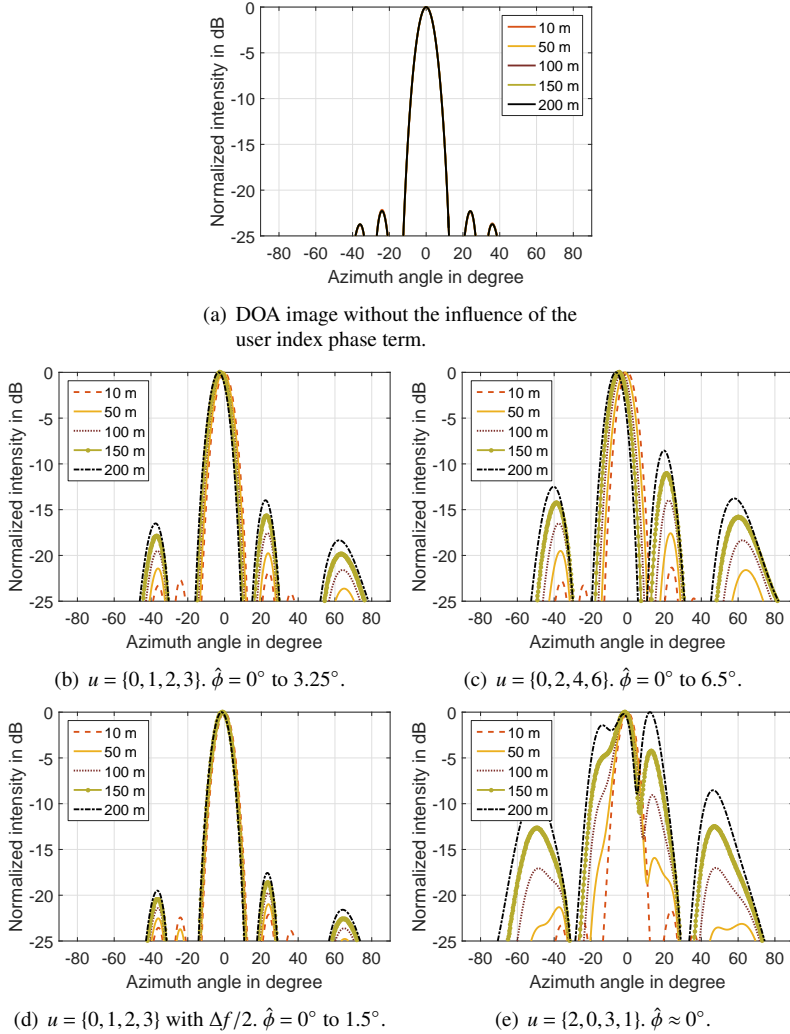 0
-5
-10
-15
-20
-25
Normalized intensity in dB
10 m
50 m
100 m
150 m
200 m
-80 -60 -40 -20 0 20 40 60 80
Azimuth angle in degree
(a) DOA image without the influence of the
user index phase term.
0
-5
-10
-15
-20
-25
Normalized intensity in dB
10 m
50 m
100 m
150 m
200 m
-80 -60 -40 -20 0 20 40 60 80
Azimuth angle in degree
(b) u = {0, 1, 2, 3}. ϕ̂ = 0° to 3.25°.
0
-5
-10
-15
-20
-25
Normalized intensity in dB
10 m
50 m
100 m
150 m
200 m
-80 -60 -40 -20 0 20 40 60 80
Azimuth angle in degree
(c) u = {0, 2, 4, 6}. ϕ̂ = 0° to 6.5°.
0
-5
-10
-15
-20
-25
Normalized intensity in dB
10 m
50 m
100 m
150 m
200 m
-80 -60 -40 -20 0 20 40 60 80
Azimuth angle in degree
(d) u = {0, 1, 2, 3} with Δf/2. ϕ̂ = 0° to 1.5°.
0
-5
-10
-15
-20
-25
Normalized intensity in dB
10 m
50 m
100 m
150 m
200 m
-80 -60 -40 -20 0 20 40 60 80
Azimuth angle in degree
(e) u = {2, 0, 3, 1}. ϕ̂ ≈ 0°.